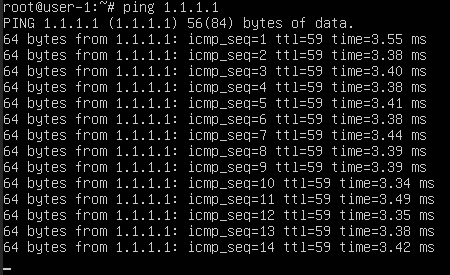 root@user-1:~# ping 1.1.1.1
PING 1.1.1.1 (1.1.1.1) 56(84) bytes of data.
64 bytes from 1.1.1.1: icmp_seq=1 ttl=59 time=3.55 ms
64 bytes from 1.1.1.1: icmp_seq=2 ttl=59 time=3.38 ms
64 bytes from 1.1.1.1: icmp_seq=3 ttl=59 time=3.40 ms
64 bytes from 1.1.1.1: icmp_seq=4 ttl=59 time=3.38 ms
64 bytes from 1.1.1.1: icmp_seq=5 ttl=59 time=3.41 ms
64 bytes from 1.1.1.1: icmp_seq=6 ttl=59 time=3.38 ms
64 bytes from 1.1.1.1: icmp_seq=7 ttl=59 time=3.44 ms
64 bytes from 1.1.1.1: icmp_seq=8 ttl=59 time=3.39 ms
64 bytes from 1.1.1.1: icmp_seq=9 ttl=59 time=3.39 ms
64 bytes from 1.1.1.1: icmp_seq=10 ttl=59 time=3.34 ms
64 bytes from 1.1.1.1: icmp_seq=11 ttl=59 time=3.49 ms
64 bytes from 1.1.1.1: icmp_seq=12 ttl=59 time=3.35 ms
64 bytes from 1.1.1.1: icmp_seq=13 ttl=59 time=3.38 ms
64 bytes from 1.1.1.1: icmp_seq=14 ttl=59 time=3.42 ms